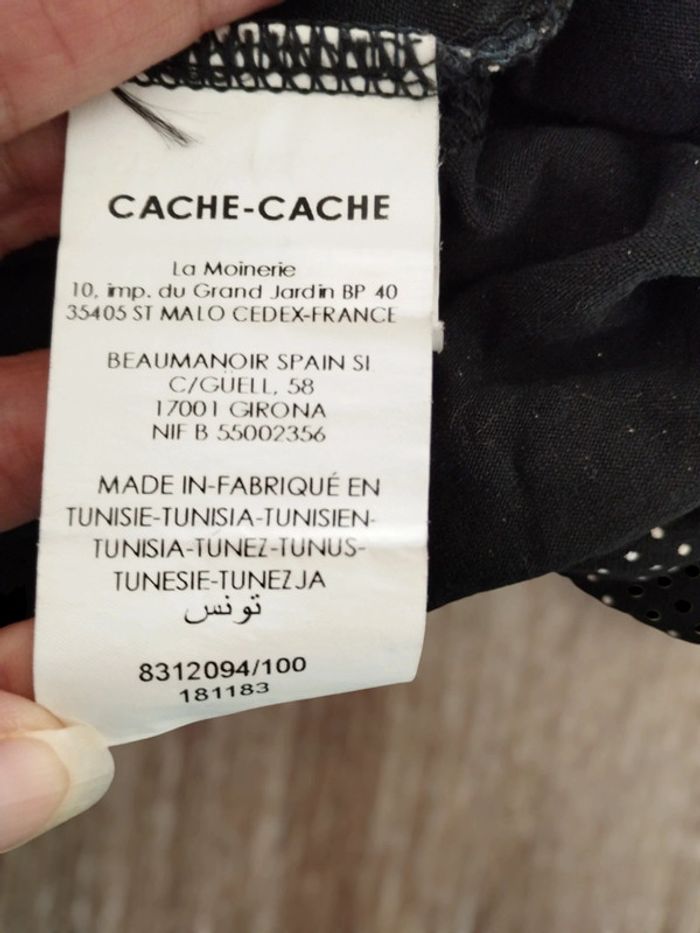 CACHE-CACHE
La Moinerie
10, imp. du Grand Jardin BP 40
35405 ST MALO CEDEX-FRANCE
BEAUMANOIR SPAIN Sl
C/GUELL, 58
17001 GIRONA
NIF B 55002356
MADE IN-FABRIQUÉ EN
TUNISIE-TUNISIA-TUNISIEN-
TUNISIA-TUNEZ-TUNUS-
TUNESIE-TUNEZJA
تونس
8312094/100
181183